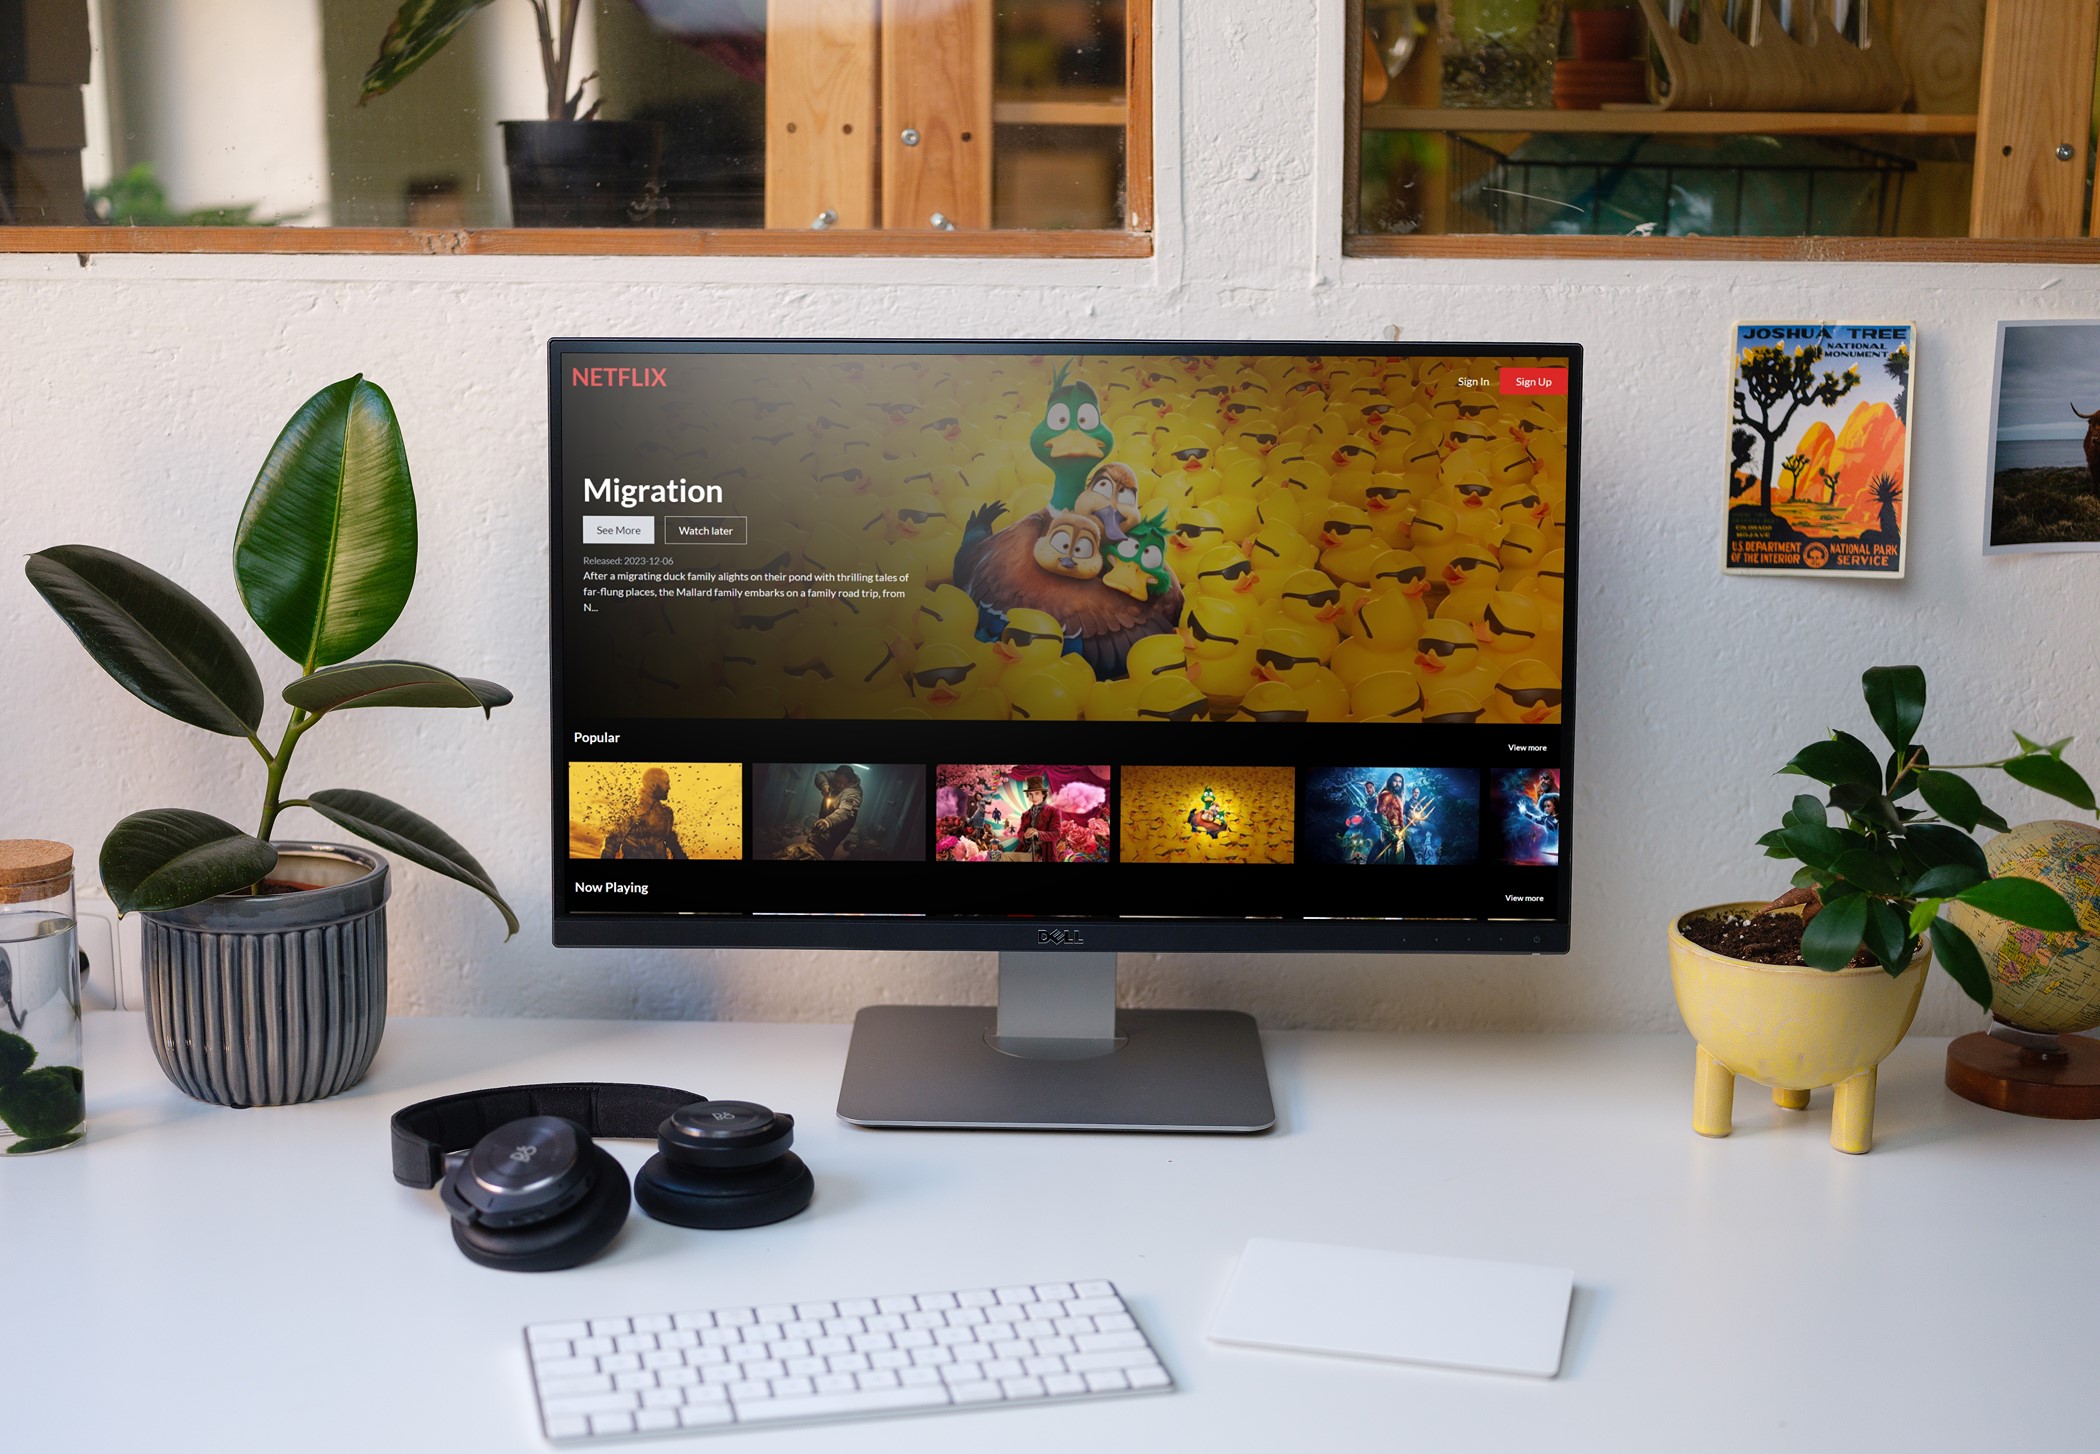 NETFLIX
Sign In
Sign Up
Migration
See More
Watch later
Released: 2023-12-06
After a migrating duck family alights on their pond with thrilling tales of
far-flung places, the Mallard family embarks on a family road trip, from
N...
Popular
View more
Now Playing
View more
DELL
JOSHUA TREE
NATIONAL
MONUMENT
U.S. DEPARTMENT
OF THE INTERIOR
NATIONAL PARK
SERVICE